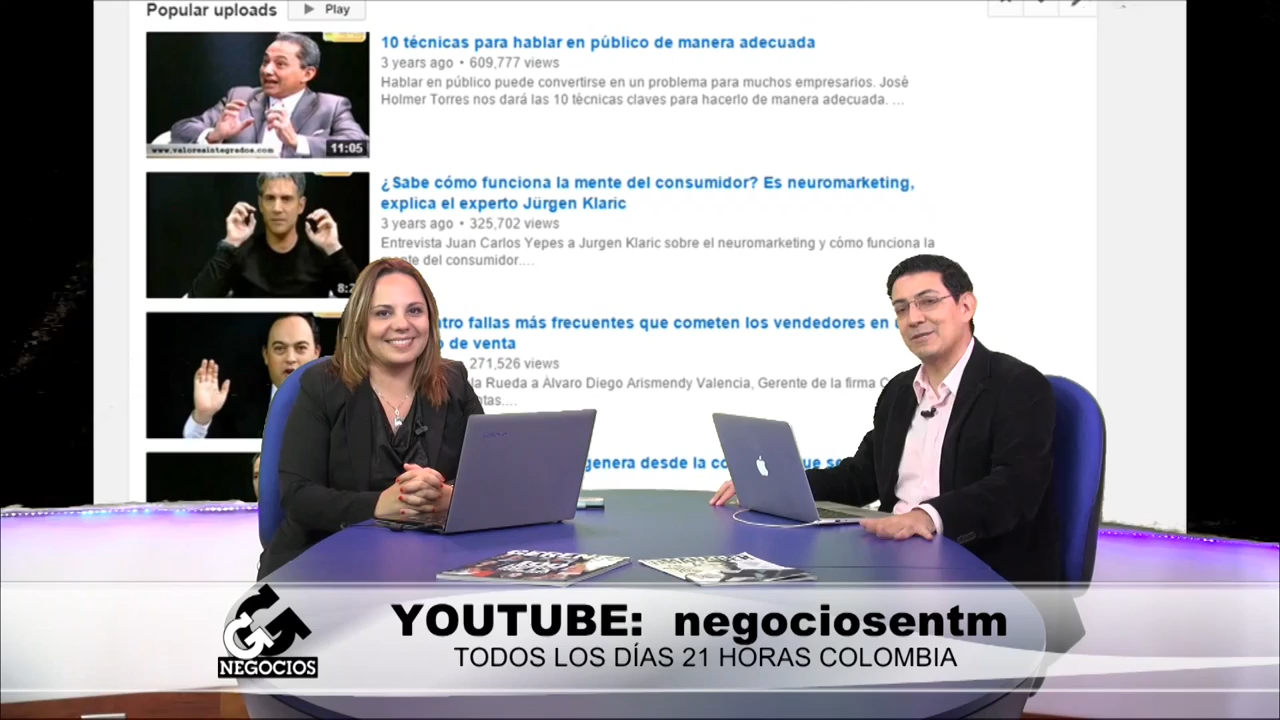 Popular uploads
Play
10 técnicas para hablar en público de manera adecuada
3 years ago • 609,777 views
Hablar en público puede convertirse en un problema para muchos empresarios. José
Holmer Torres nos dará las 10 técnicas claves para hacerlo de manera adecuada. ...
www.valoresintegrados.com
11:05
¿Sabe cómo funciona la mente del consumidor? Es neuromarketing,
explica el experto Jürgen Klaric
3 years ago • 325,702 views
Entrevista Juan Carlos Yepes a Jurgen Klaric sobre el neuromarketing y cómo funciona la
mente del consumidor....
fallas más frecuentes que cometen los vendedores en
de venta
271,526 views
la Rueda a Álvaro Diego Arismendy Valencia, Gerente de la firma
genera desde la
NEGOCIOS
YOUTUBE: negociosentm
TODOS LOS DÍAS 21 HORAS COLOMBIA